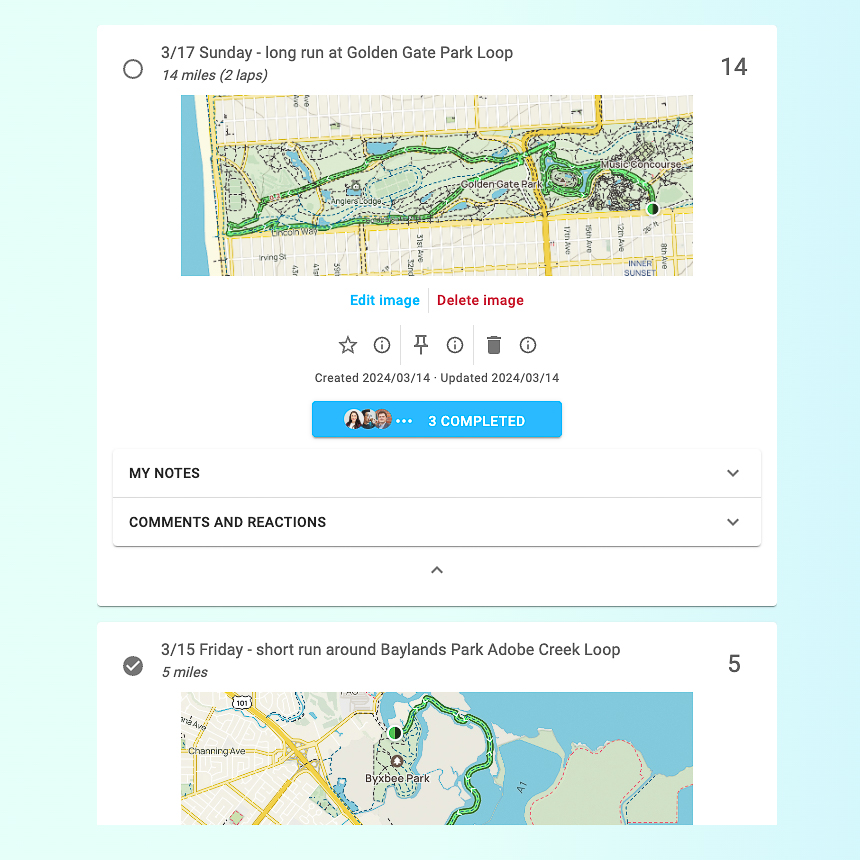 3/17 Sunday - long run at Golden Gate Park Loop
14 miles (2 laps)
14
Music Concourse
Golden Gate Park
Anglers Lodge
Lincoln Way
Irving St
31st Ave
17th Ave
15th Ave
12th Ave
8th Ave
INNER
SUNSET
Edit image
Delete image
Created 2024/03/14 · Updated 2024/03/14
3 COMPLETED
MY NOTES
COMMENTS AND REACTIONS
3/15 Friday - short run around Baylands Park Adobe Creek Loop
5 miles
5
101
Channing Ave
Byxbee Park
A1